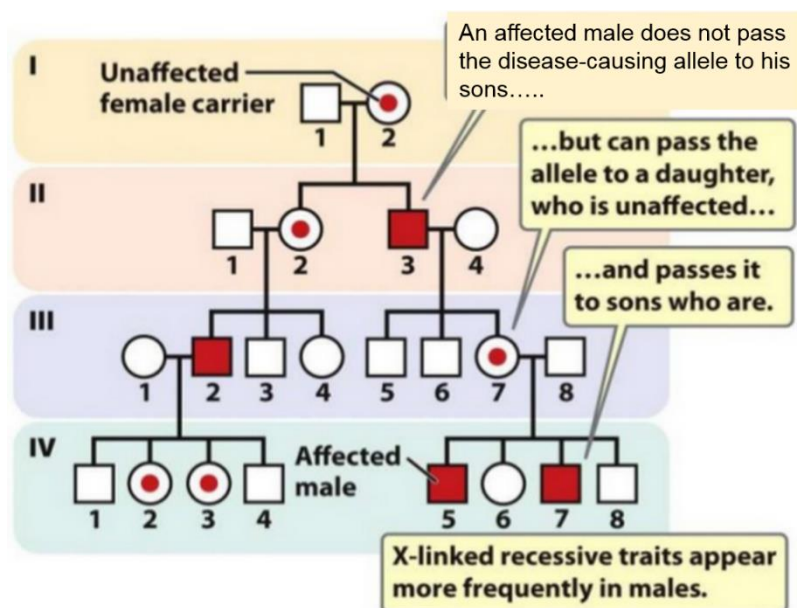 An affected male does not pass
the disease-causing allele to his
sons…..
I
Unaffected
female carrier
1 2
…but can pass the
allele to a daughter,
who is unaffected…
II
1 2 3 4
…and passes it
to sons who are.
III
1 2 3 4 5 6 7 8
IV
Affected
male
1 2 3 4 5 6 7 8
X-linked recessive traits appear
more frequently in males.